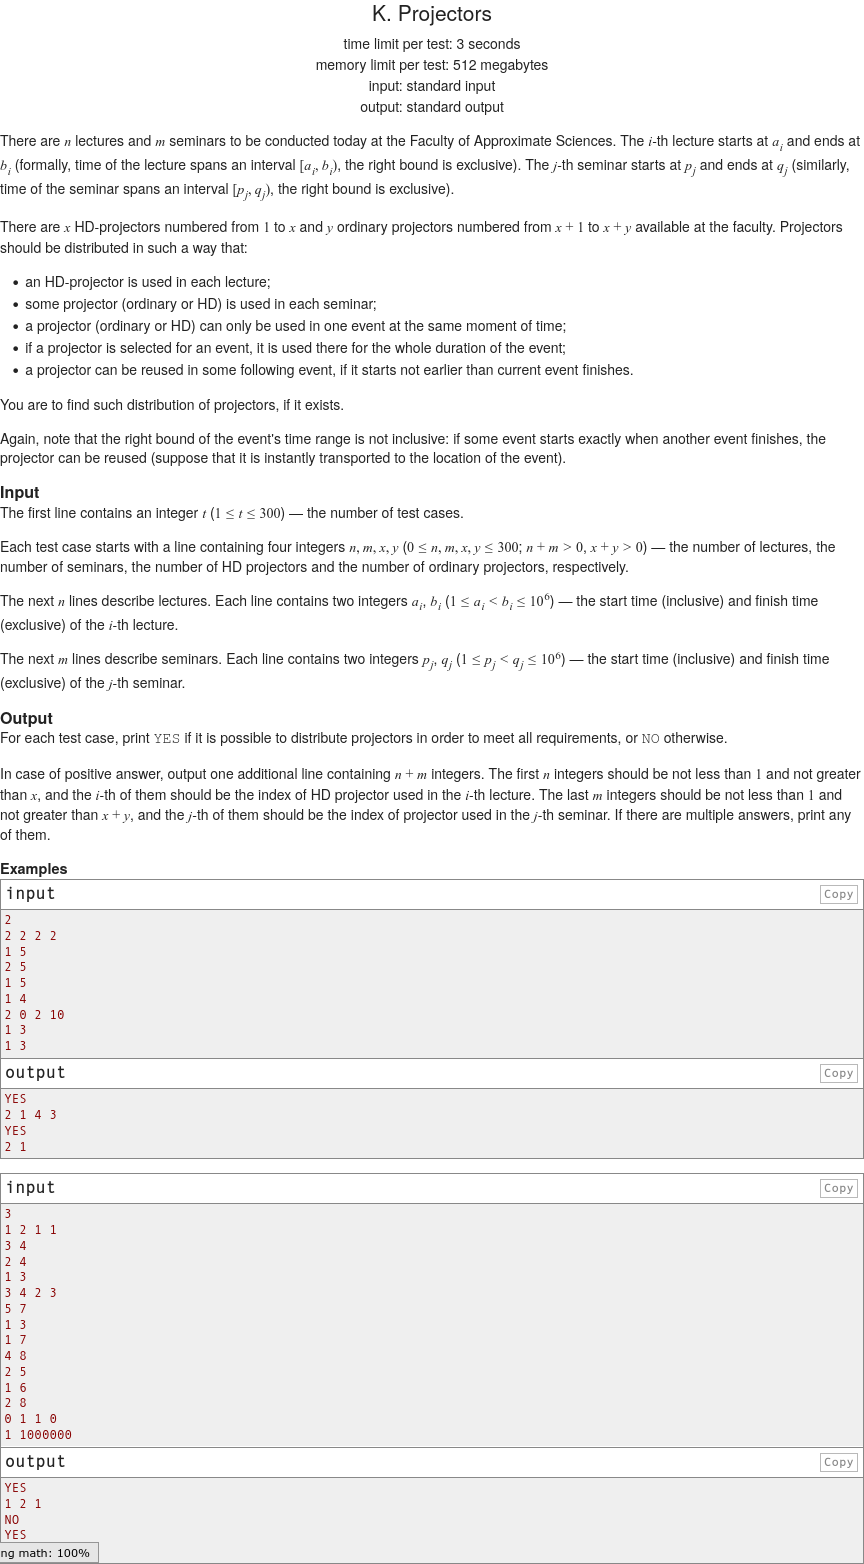 K. Projectors
time limit per test: 3 seconds
memory limit per test: 512 megabytes
input: standard input
output: standard output
There are n lectures and m seminars to be conducted today at the Faculty of Approximate Sciences. The i-th lecture starts at a_i and ends at
b_i (formally, time of the lecture spans an interval [a_i, b_i), the right bound is exclusive). The j-th seminar starts at p_j and ends at q_j (similarly,
time of the seminar spans an interval [p_j, q_j), the right bound is exclusive).
There are x HD-projectors numbered from 1 to x and y ordinary projectors numbered from x + 1 to x + y available at the faculty. Projectors
should be distributed in such a way that:
• an HD-projector is used in each lecture;
• some projector (ordinary or HD) is used in each seminar;
• a projector (ordinary or HD) can only be used in one event at the same moment of time;
• if a projector is selected for an event, it is used there for the whole duration of the event;
• a projector can be reused in some following event, if it starts not earlier than current event finishes.
You are to find such distribution of projectors, if it exists.
Again, note that the right bound of the event's time range is not inclusive: if some event starts exactly when another event finishes, the
projector can be reused (suppose that it is instantly transported to the location of the event).
Input
The first line contains an integer t (1 ≤ t ≤ 300) — the number of test cases.
Each test case starts with a line containing four integers n, m, x, y (0 ≤ n, m, x, y ≤ 300; n + m > 0, x + y > 0) — the number of lectures, the
number of seminars, the number of HD projectors and the number of ordinary projectors, respectively.
The next n lines describe lectures. Each line contains two integers a_i, b_i (1 ≤ a_i < b_i ≤ 10^6) — the start time (inclusive) and finish time
(exclusive) of the i-th lecture.
The next m lines describe seminars. Each line contains two integers p_j, q_j (1 ≤ p_j < q_j ≤ 10^6) — the start time (inclusive) and finish time
(exclusive) of the j-th seminar.
Output
For each test case, print YES if it is possible to distribute projectors in order to meet all requirements, or NO otherwise.
In case of positive answer, output one additional line containing n + m integers. The first n integers should be not less than 1 and not greater
than x, and the i-th of them should be the index of HD projector used in the i-th lecture. The last m integers should be not less than 1 and
not greater than x + y, and the j-th of them should be the index of projector used in the j-th seminar. If there are multiple answers, print any
of them.
Examples
input
Copy
2
2 2 2 2
1 5
2 5
1 5
1 4
2 0 2 10
1 3
1 3
output
Copy
YES
2 1 4 3
YES
2 1
input
Copy
3
1 2 1 1
3 4
2 4
1 3
3 4 2 3
5 7
1 3
1 7
4 8
2 5
1 6
2 8
0 1 1 0
1 1000000
output
Copy
YES
1 2 1
NO
YES
ng math: 100%